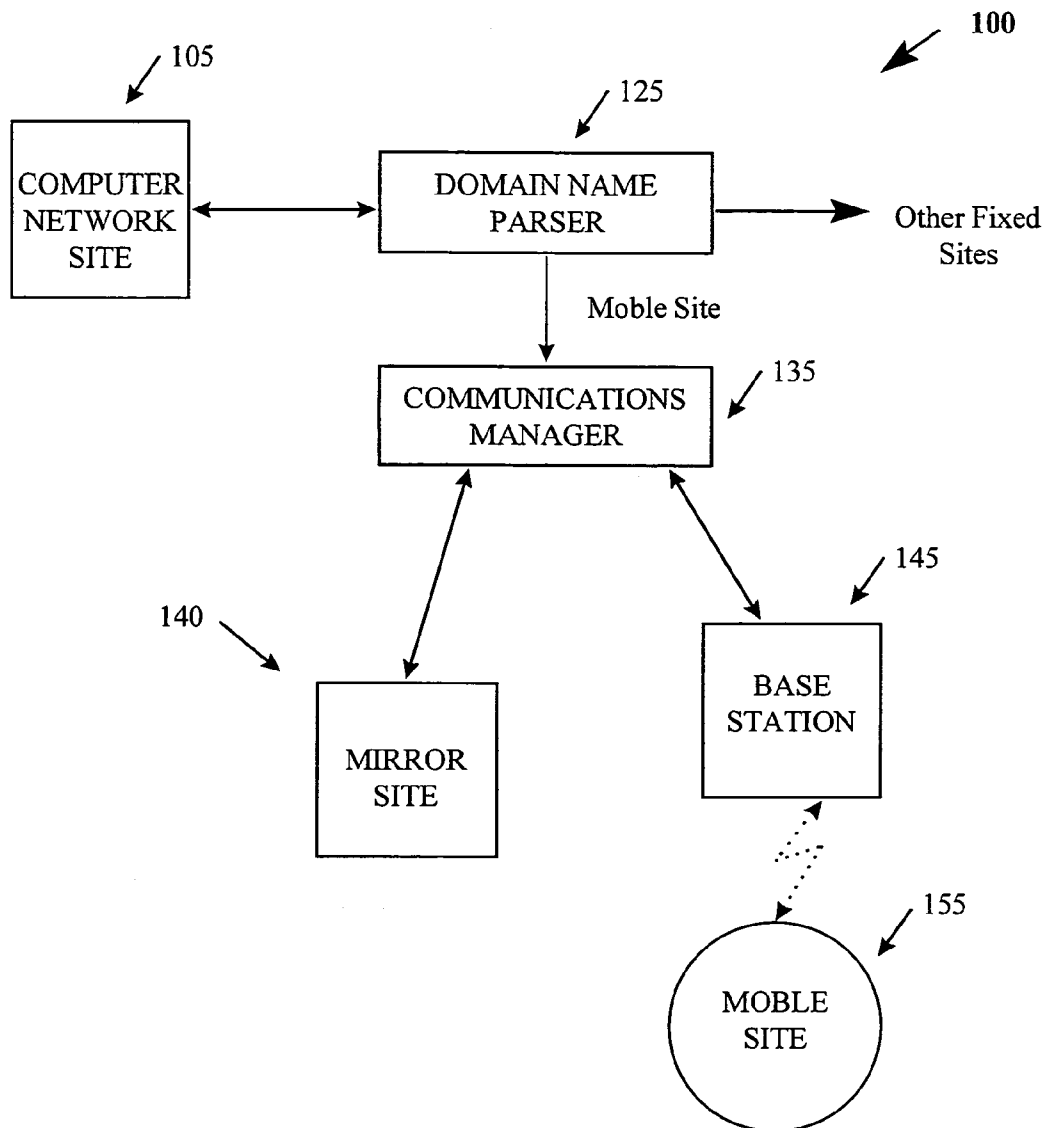 100
105
125
COMPUTER
NETWORK
SITE
DOMAIN NAME
PARSER
Other Fixed
Sites
Moble Site
135
COMMUNICATIONS
MANAGER
145
140
BASE
STATION
MIRROR
SITE
155
MOBLE
SITE